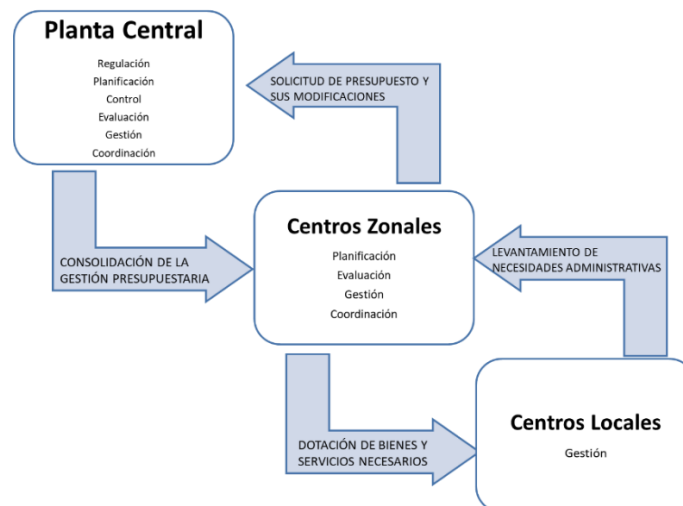 Planta Central
Regulación
Planificación
Control
Evaluación
Gestión
Coordinación
SOLICITUD DE PRESUPUESTO Y
SUS MODIFICACIONES
CONSOLIDACIÓN DE LA
GESTIÓN PRESUPUESTARIA
Centros Zonales
Planificación
Evaluación
Gestión
Coordinación
LEVANTAMIENTO DE
NECESIDADES ADMINISTRATIVAS
DOTACIÓN DE BIENES Y
SERVICIOS NECESARIOS
Centros Locales
Gestión